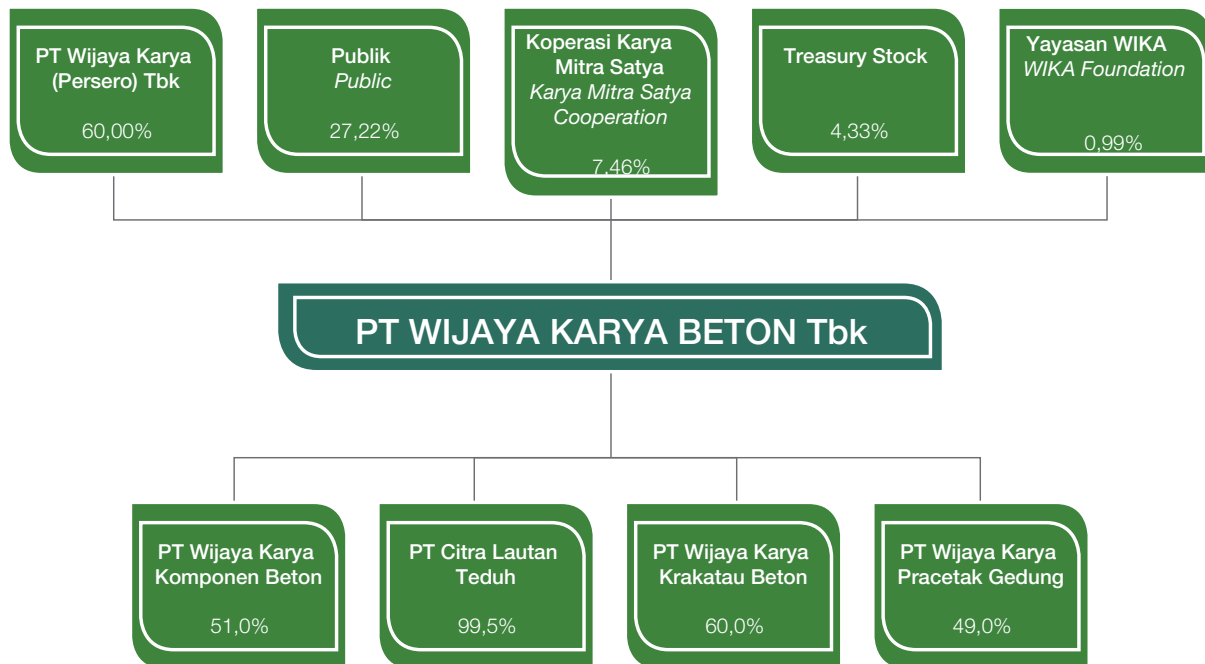 PT Wijaya Karya
(Persero) Tbk
60,00%
Publik
Public
27,22%
Koperasi Karya
Mitra Satya
Karya Mitra Satya
Cooperation
7,46%
Treasury Stock
4,33%
Yayasan WIKA
WIKA Foundation
0,99%
PT WIJAYA KARYA BETON Tbk
PT Wijaya Karya
Komponen Beton
51,0%
PT Citra Lautan
Teduh
99,5%
PT Wijaya Karya
Krakatau Beton
60,0%
PT Wijaya Karya
Pracetak Gedung
49,0%